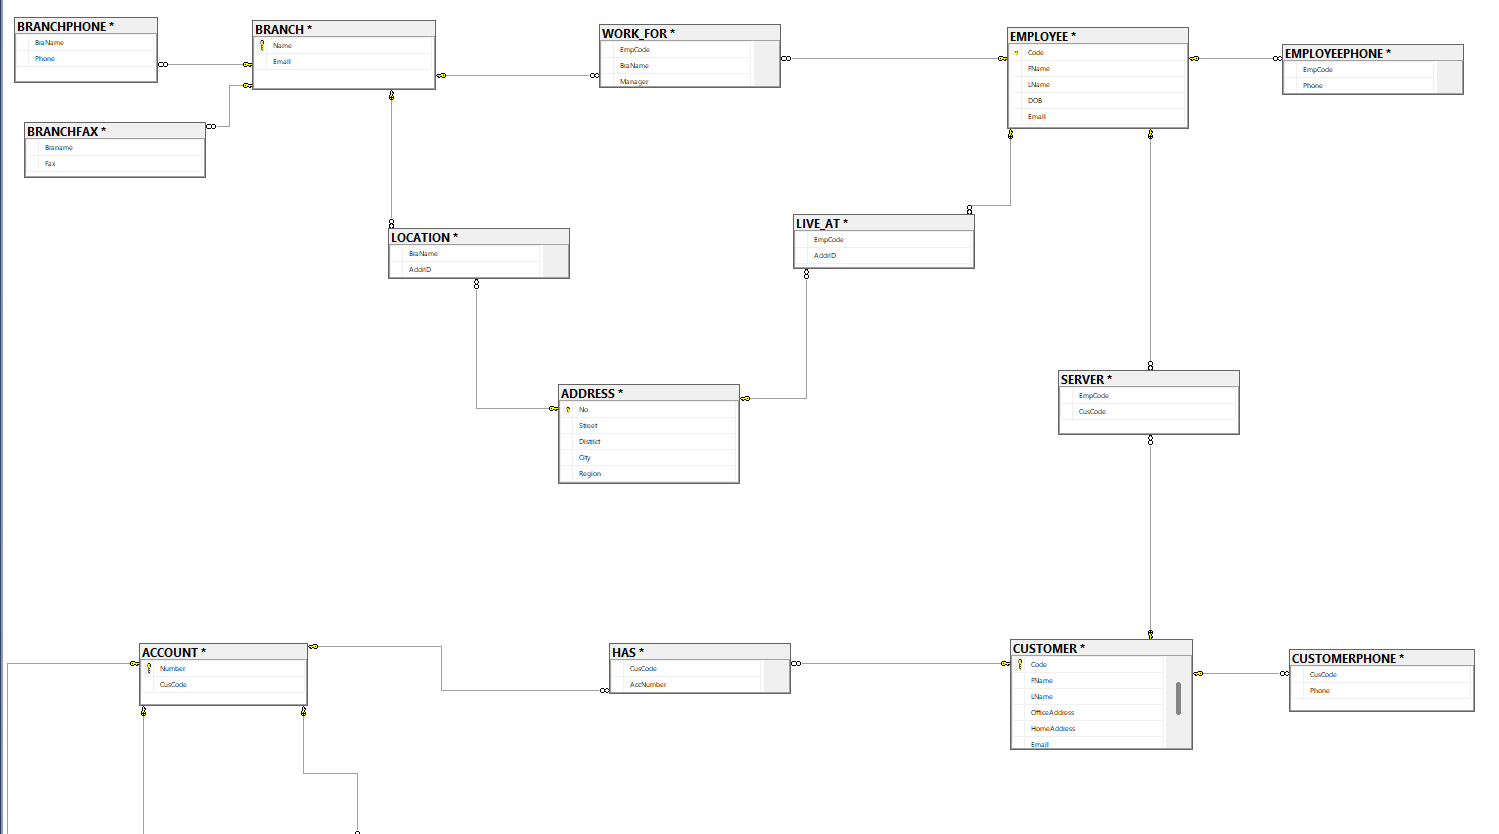 BRANCHPHONE *
BraName
Phone
BRANCH *
Name
Email
WORK_FOR *
EmpCode
BraName
Manager
EMPLOYEE *
Code
FName
LName
DOB
Email
EMPLOYEEPHONE *
EmpCode
Phone
BRANCHFAX *
Braname
Fax
LOCATION *
BraName
AddrID
LIVE_AT *
EmpCode
AddrID
ADDRESS *
No
Street
District
City
Region
SERVER *
EmpCode
CusCode
ACCOUNT *
Number
CusCode
HAS *
CusCode
AccNumber
CUSTOMER *
Code
FName
LName
OfficeAddress
HomeAddress
Email
CUSTOMERPHONE *
CusCode
Phone